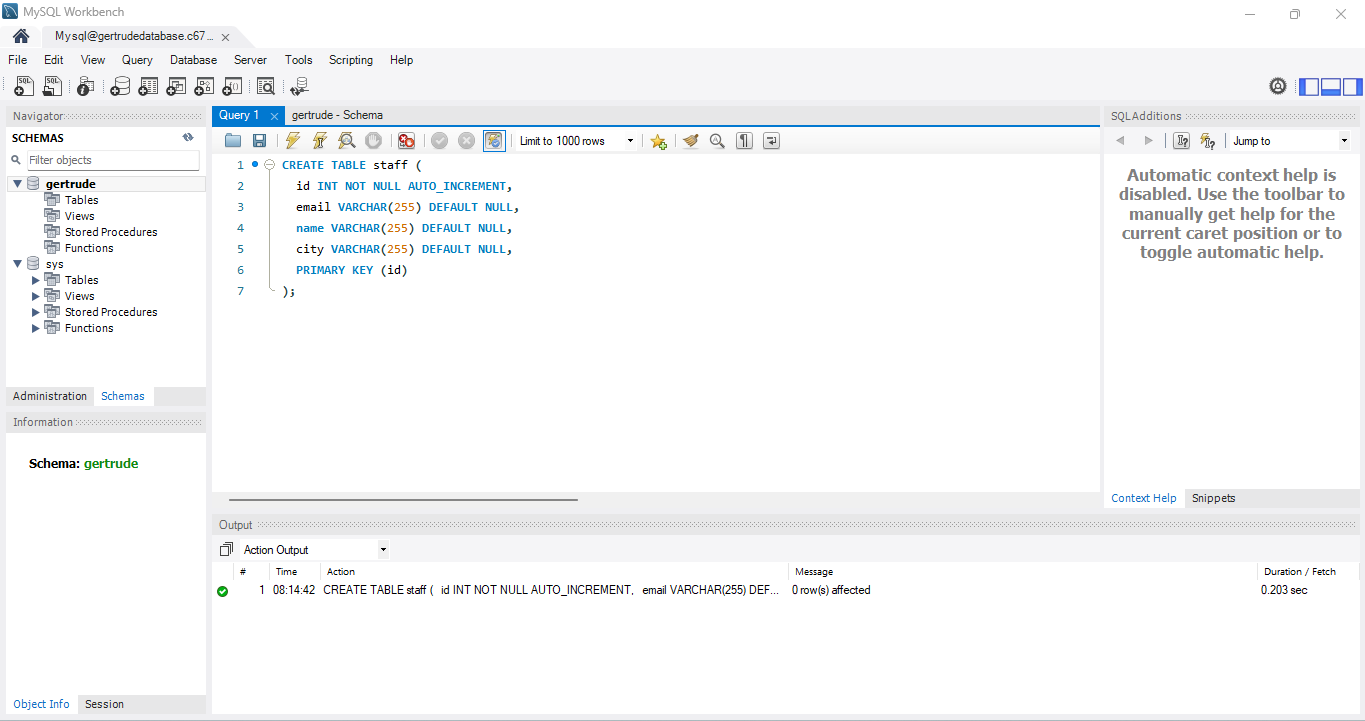 MySQL Workbench
Mysql@gertrudedatabase.c67...
File Edit View Query Database Server Tools Scripting Help
Navigator
SCHEMAS
Filter objects
gertrude
Tables
Views
Stored Procedures
Functions
sys
Tables
Views
Stored Procedures
Functions
Administration Schemas
Information
Schema: gertrude
Object Info Session
Query 1 gertrude - Schema
Limit to 1000 rows
1 CREATE TABLE staff (
2 id INT NOT NULL AUTO_INCREMENT,
3 email VARCHAR(255) DEFAULT NULL,
4 name VARCHAR(255) DEFAULT NULL,
5 city VARCHAR(255) DEFAULT NULL,
6 PRIMARY KEY (id)
7 );
SQLAdditions
Jump to
Automatic context help is
disabled. Use the toolbar to
manually get help for the
current caret position or to
toggle automatic help.
Context Help Snippets
Output
Action Output
# Time Action Message Duration / Fetch
1 08:14:42 CREATE TABLE staff ( id INT NOT NULL AUTO_INCREMENT, email VARCHAR(255) DEF... 0 row(s) affected 0.203 sec